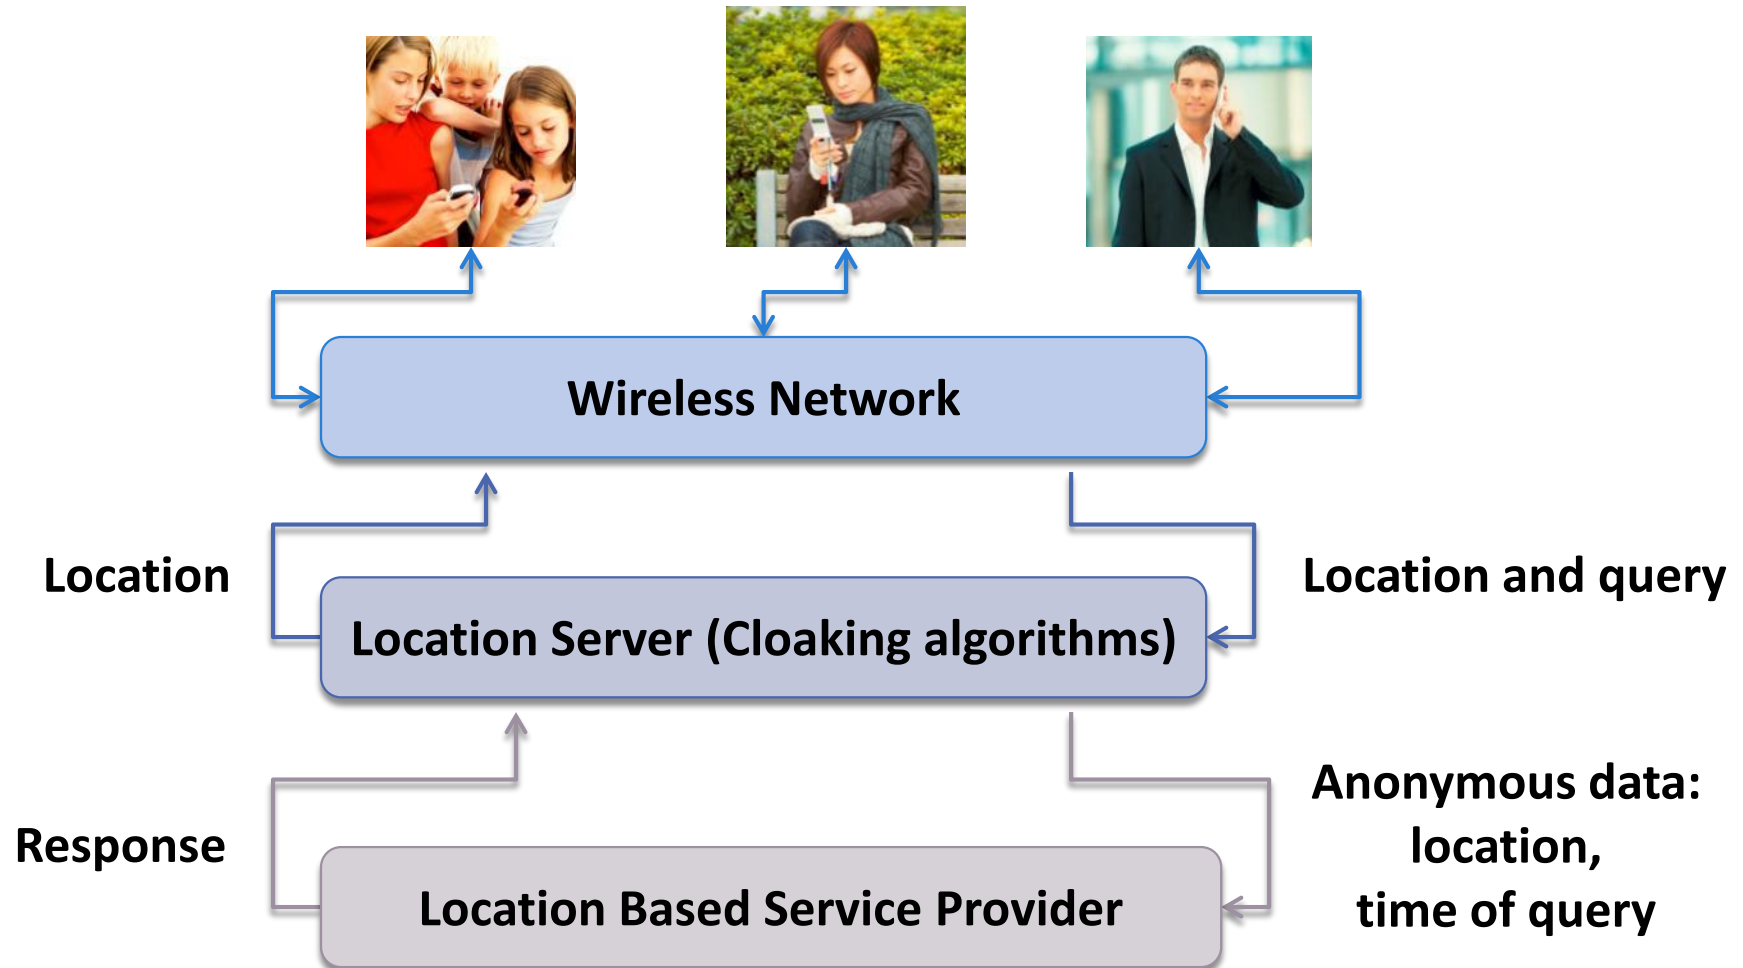 Wireless Network
Location
Location and query
Location Server (Cloaking algorithms)
Anonymous data:
location,
time of query
Response
Location Based Service Provider